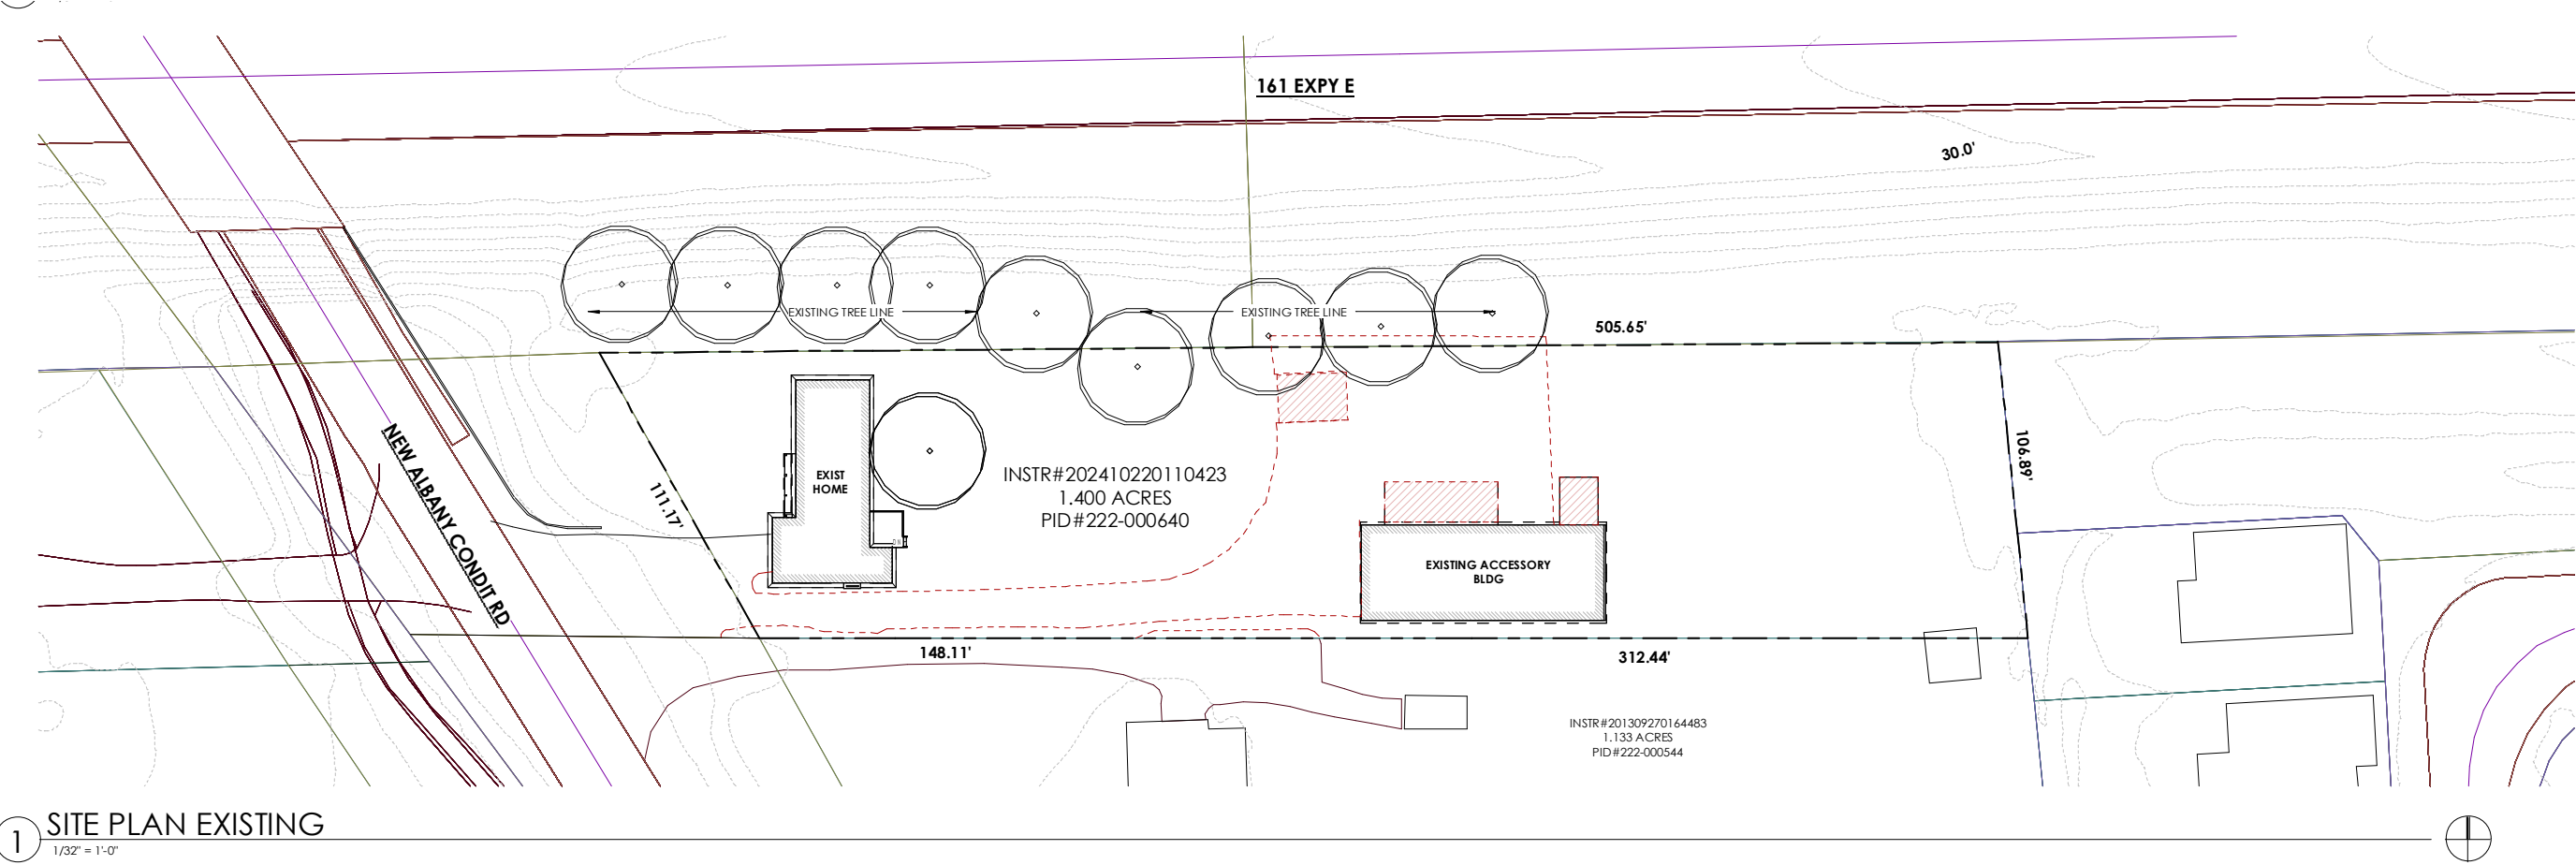 161 EXPY E
30.0'
EXISTING TREE LINE
EXISTING TREE LINE
505.65'
NEW ALBANY CONDIT RD
111.17'
EXIST
HOME
INSTR#202410220110423
1.400 ACRES
PID#222-000640
106.89'
EXISTING ACCESSORY
BLDG
148.11'
312.44'
INSTR#201309270164483
1.133 ACRES
PID#222-000544
1
SITE PLAN EXISTING
1/32" = 1'-0"